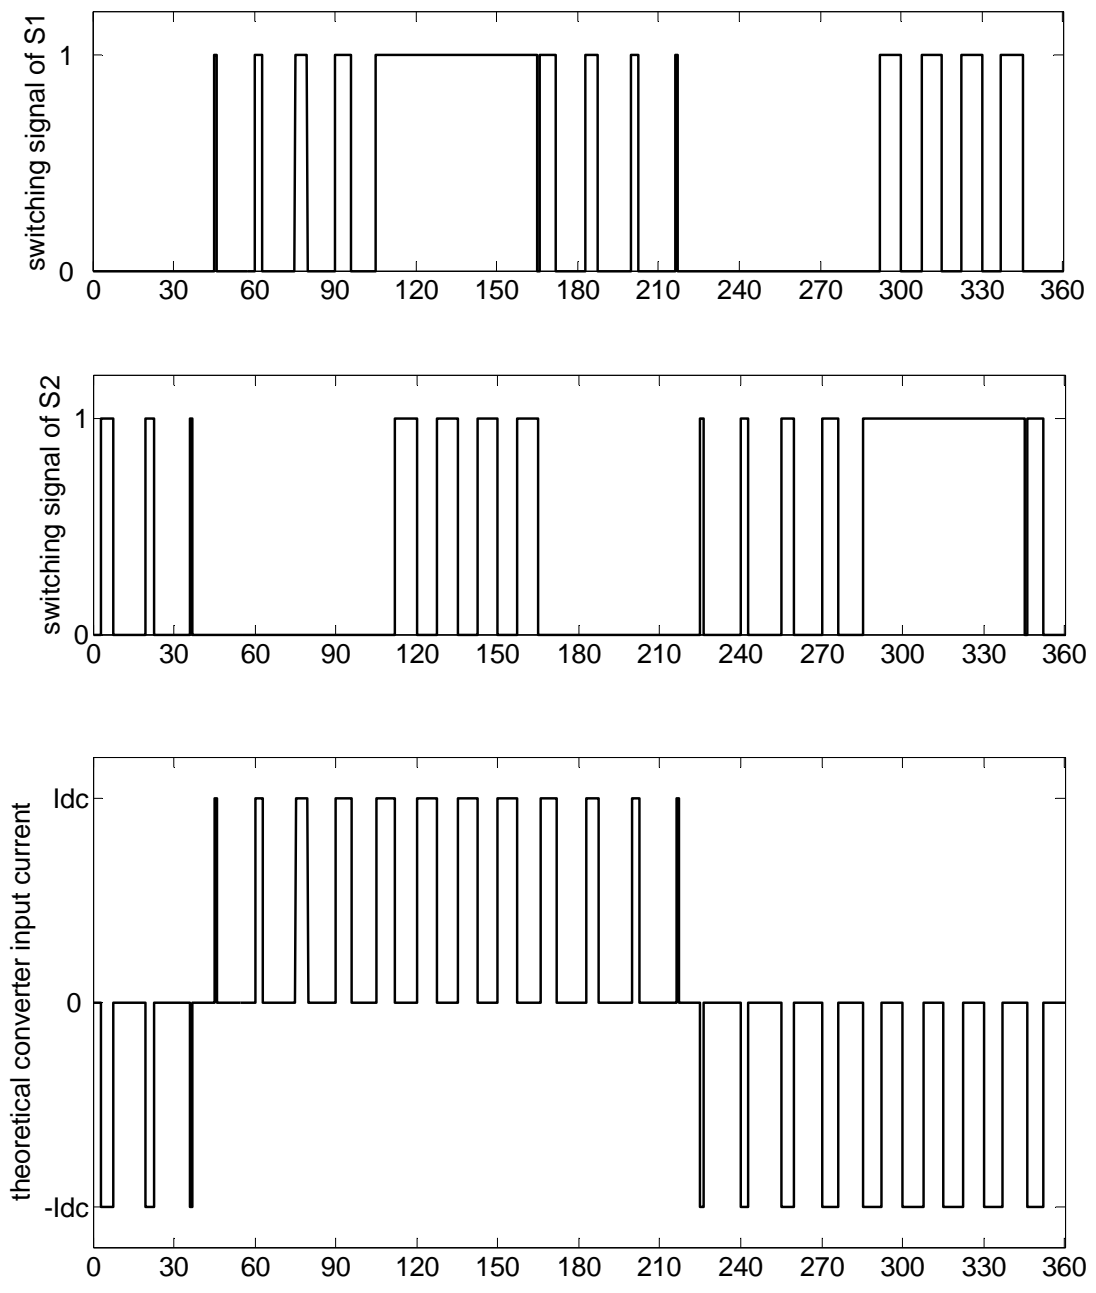 switching signal of S1
1
0
0 30 60 90 120 150 180 210 240 270 300 330 360
switching signal of S2
1
0
0 30 60 90 120 150 180 210 240 270 300 330 360
theoretical converter input current
Idc
0
-Idc
0 30 60 90 120 150 180 210 240 270 300 330 360